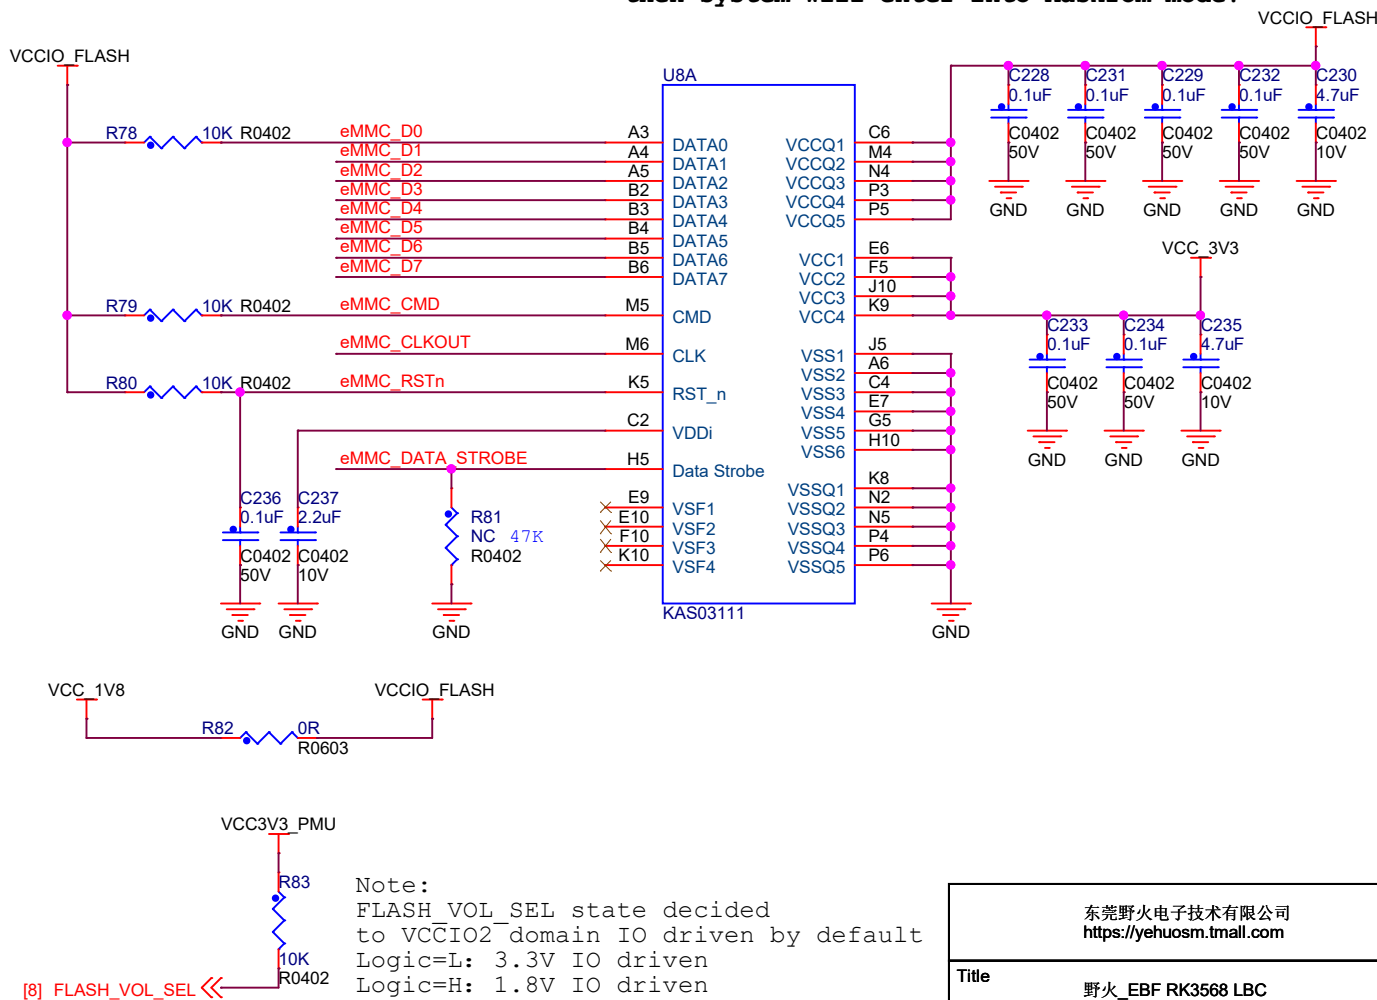 then system will enter into Maskrom mode.
VCCIO_FLASH
VCCIO_FLASH
U8A
C228
0.1uF
C0402
50V
GND
C231
0.1uF
C0402
50V
GND
C229
0.1uF
C0402
50V
GND
C232
0.1uF
C0402
50V
GND
C230
4.7uF
C0402
10V
GND
R78 10K R0402 eMMC_D0 A3 DATA0
eMMC_D1 A4 DATA1
eMMC_D2 A5 DATA2
eMMC_D3 B2 DATA3
eMMC_D4 B3 DATA4
eMMC_D5 B4 DATA5
eMMC_D6 B5 DATA6
eMMC_D7 B6 DATA7
R79 10K R0402 eMMC_CMD M5 CMD
eMMC_CLKOUT M6 CLK
R80 10K R0402 eMMC_RSTn K5 RST_n
C2 VDDi
eMMC_DATA_STROBE H5 Data Strobe
E9 VSF1
E10 VSF2
F10 VSF3
K10 VSF4
VCCQ1 C6
VCCQ2 M4
VCCQ3 N4
VCCQ4 P3
VCCQ5 P5
VCC1 E6
VCC2 F5
VCC3 J10
VCC4 K9
VSS1 J5
VSS2 A6
VSS3 C4
VSS4 E7
VSS5 G5
VSS6 H10
VSSQ1 K8
VSSQ2 N2
VSSQ3 N5
VSSQ4 P4
VSSQ5 P6
KAS03111
GND
VCC_3V3
C233
0.1uF
C0402
50V
GND
C234
0.1uF
C0402
50V
GND
C235
4.7uF
C0402
10V
GND
C236
0.1uF
C0402
50V
GND
C237
2.2uF
C0402
10V
GND
R81
NC 47K
R0402
GND
VCC_1V8
VCCIO_FLASH
R82 0R
R0603
VCC3V3_PMU
R83
10K
R0402
[8] FLASH_VOL_SEL
Note:
FLASH_VOL_SEL state decided
to VCCIO2 domain IO driven by default
Logic=L: 3.3V IO driven
Logic=H: 1.8V IO driven
东莞野火电子技术有限公司
https://yehuosm.tmall.com
Title
野火_EBF RK3568 LBC